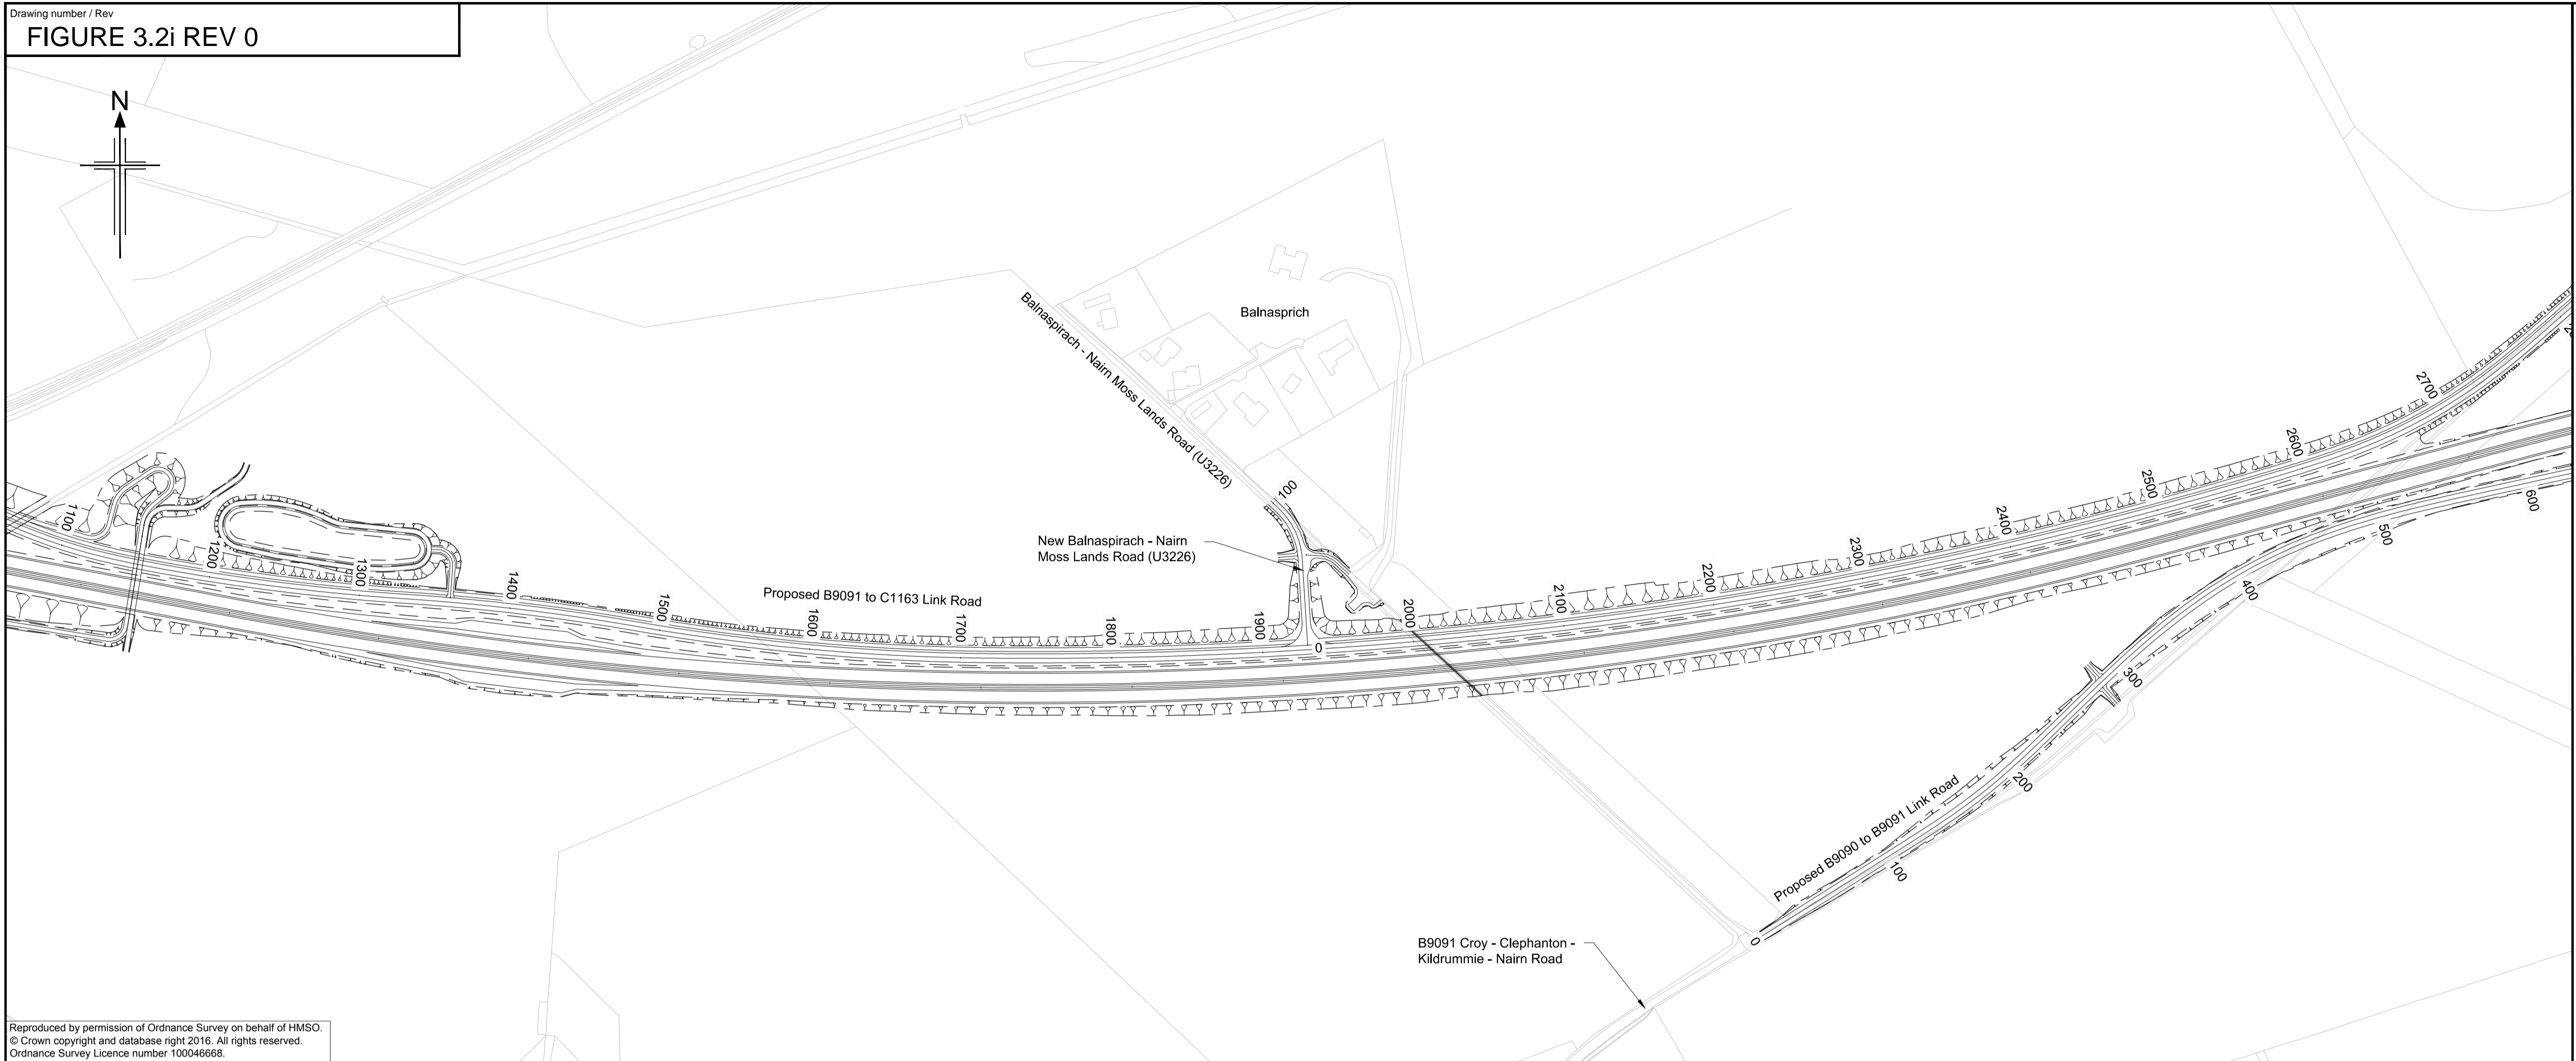 Drawing number / Rev
FIGURE 3.2i REV 0
N
Balnasprich
Balnaspirach - Nairn Moss Lands Road (U3226)
100
New Balnaspirach - Nairn
Moss Lands Road (U3226)
0
Proposed B9091 to C1163 Link Road
1100
1200
1300
1400
1500
1600
1700
1800
1900
2000
2100
2200
2300
2400
2500
2600
2700
Proposed B9090 to B9091 Link Road
0
100
200
300
400
500
600
B9091 Croy - Clephanton -
Kildrummie - Nairn Road
Reproduced by permission of Ordnance Survey on behalf of HMSO.
© Crown copyright and database right 2016. All rights reserved.
Ordnance Survey Licence number 100046668.